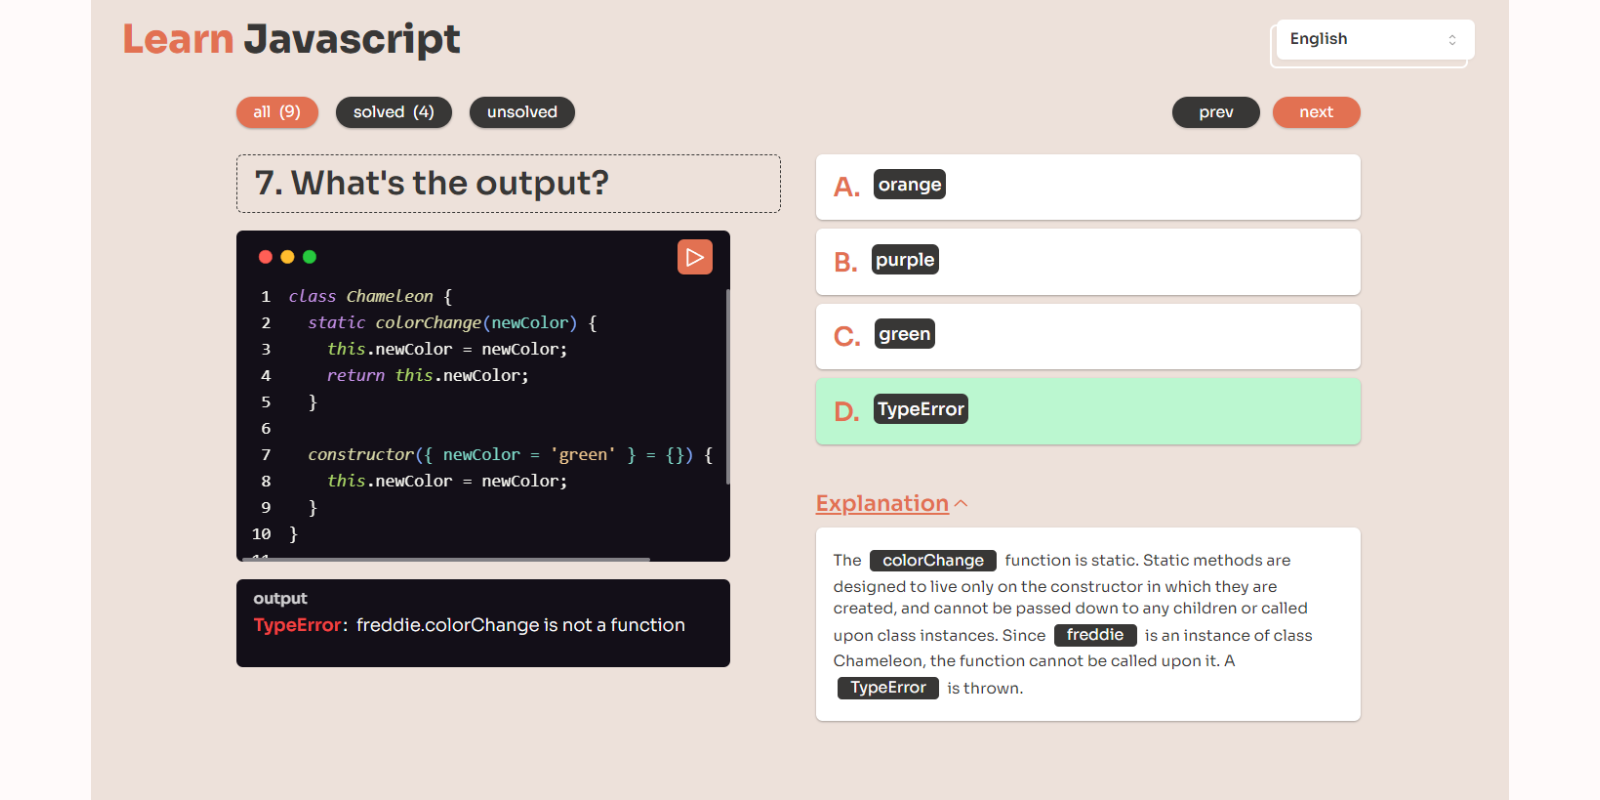 Learn Javascript
English
all (9)
solved (4)
unsolved
prev
next
7. What's the output?
1 class Chameleon {
2 static colorChange(newColor) {
3 this.newColor = newColor;
4 return this.newColor;
5 }
6
7 constructor({ newColor = 'green' } = {}) {
8 this.newColor = newColor;
9 }
10 }
output
TypeError: freddie.colorChange is not a function
A. orange
B. purple
C. green
D. TypeError
Explanation
The colorChange function is static. Static methods are
designed to live only on the constructor in which they are
created, and cannot be passed down to any children or called
upon class instances. Since freddie is an instance of class
Chameleon, the function cannot be called upon it. A
TypeError is thrown.